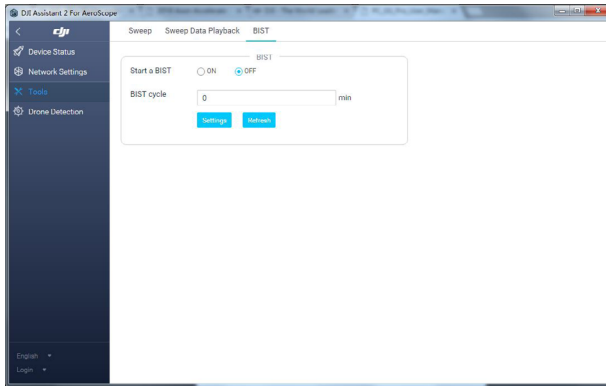 DJI Assistant 2 For AeroScope
dji
Sweep Sweep Data Playback BIST
Device Status
Network Settings
Tools
Drone Detection
BIST
Start a BIST ON OFF
BIST cycle 0 min
Settings Refresh
English
Login